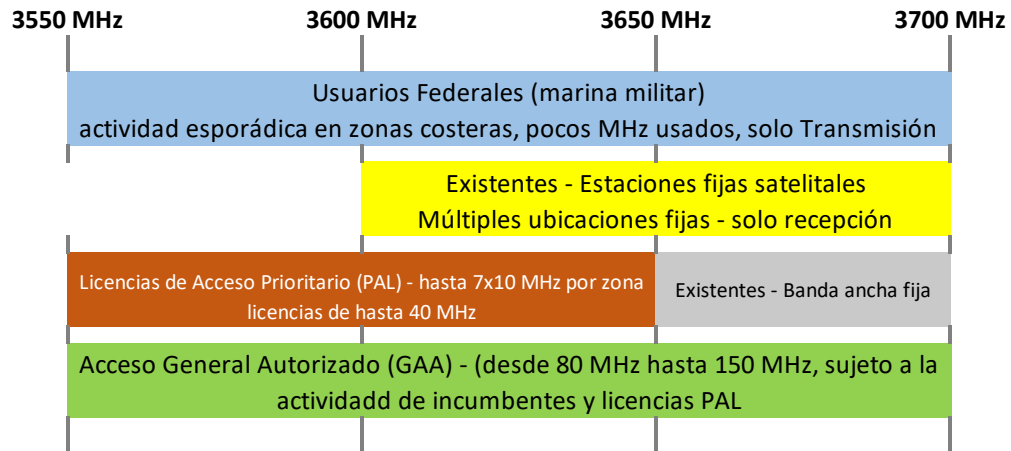 3550 MHz 3600 MHz 3650 MHz 3700 MHz
Usuarios Federales (marina militar)
actividad esporádica en zonas costeras, pocos MHz usados, solo Transmisión
Existentes - Estaciones fijas satelitales
Múltiples ubicaciones fijas - solo recepción
Licencias de Acceso Prioritario (PAL) - hasta 7x10 MHz por zona
licencias de hasta 40 MHz
Existentes - Banda ancha fija
Acceso General Autorizado (GAA) - (desde 80 MHz hasta 150 MHz, sujeto a la
actividadd de incumbentes y licencias PAL